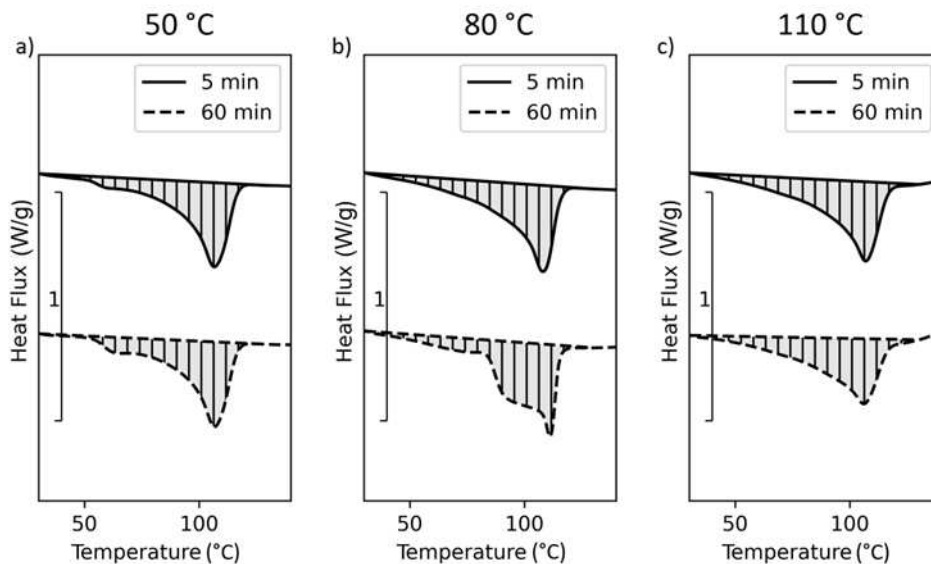 50 °C
80 °C
110 °C
a)
b)
c)
5 min
60 min
5 min
60 min
5 min
60 min
Heat Flux (W/g)
1
Heat Flux (W/g)
1
Heat Flux (W/g)
1
50
100
50
100
50
100
Temperature (°C)
Temperature (°C)
Temperature (°C)